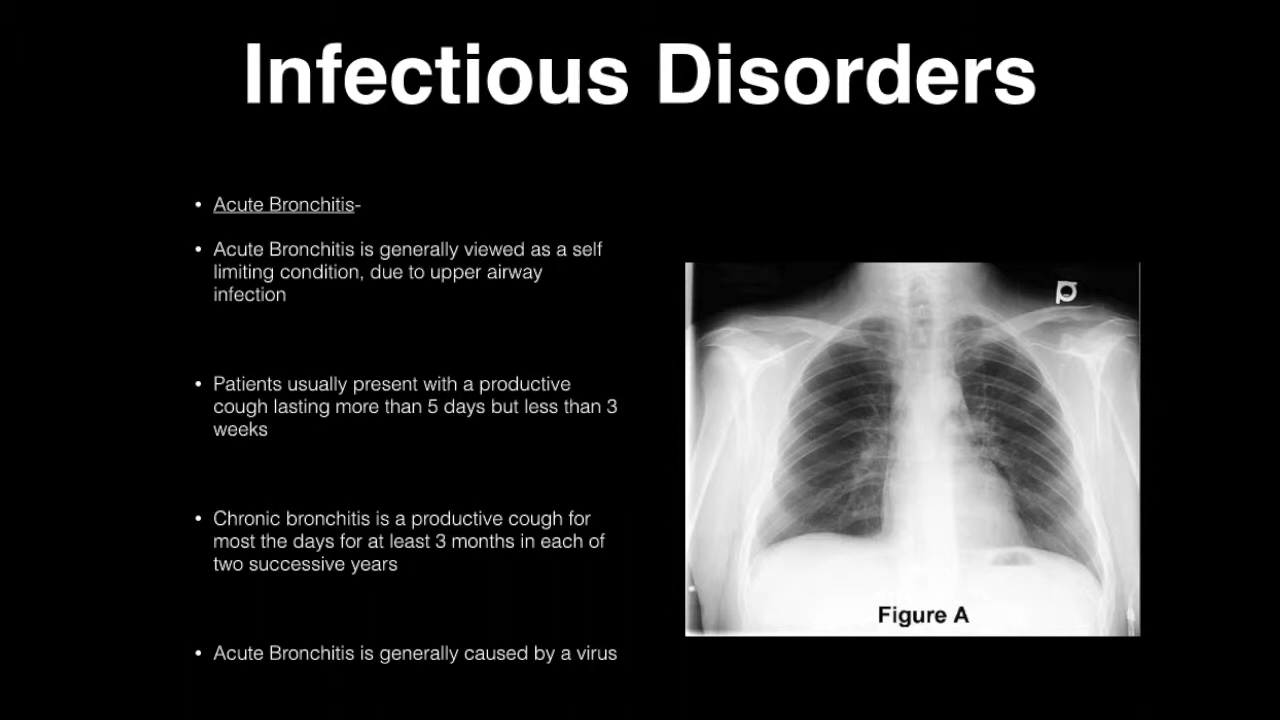 Infectious Disorders
• Acute Bronchitis-
• Acute Bronchitis is generally viewed as a self
limiting condition, due to upper airway
infection
• Patients usually present with a productive
cough lasting more than 5 days but less than 3
weeks
• Chronic bronchitis is a productive cough for
most the days for at least 3 months in each of
two successive years
• Acute Bronchitis is generally caused by a virus
Figure A